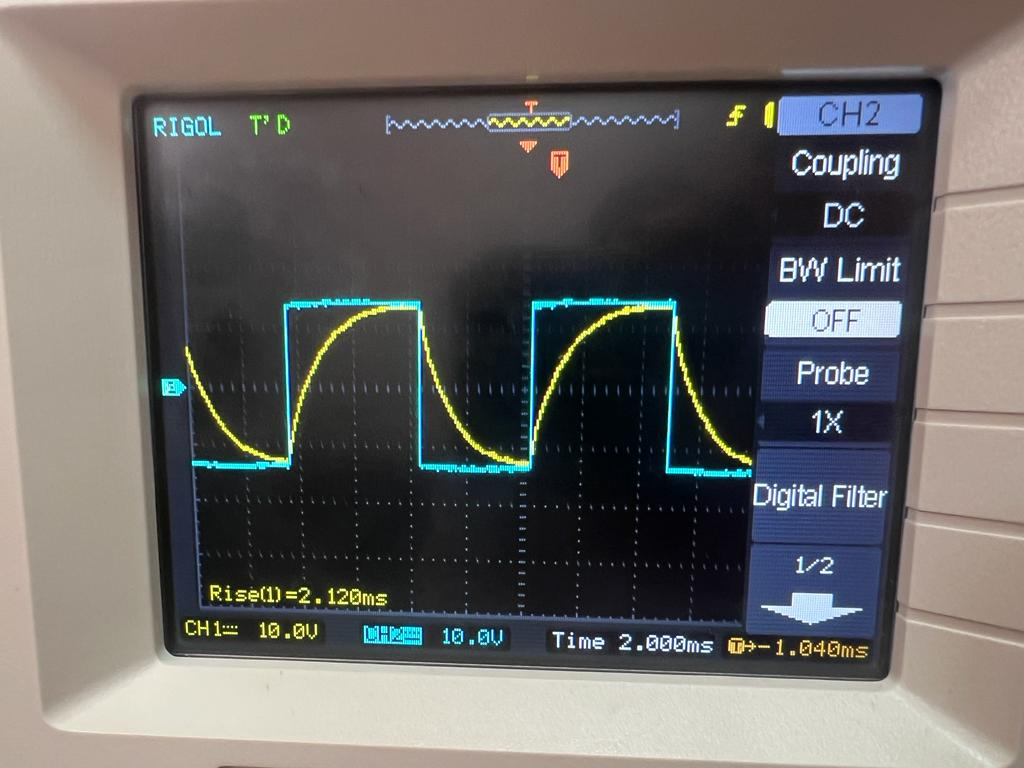 RIGOL T'D
T
T
CH2
Coupling
DC
BW Limit
OFF
Probe
1X
Digital Filter
1/2
Rise(1)=2.120ms
CH1 10.0V CH2 10.0V Time 2.000ms T→-1.040ms